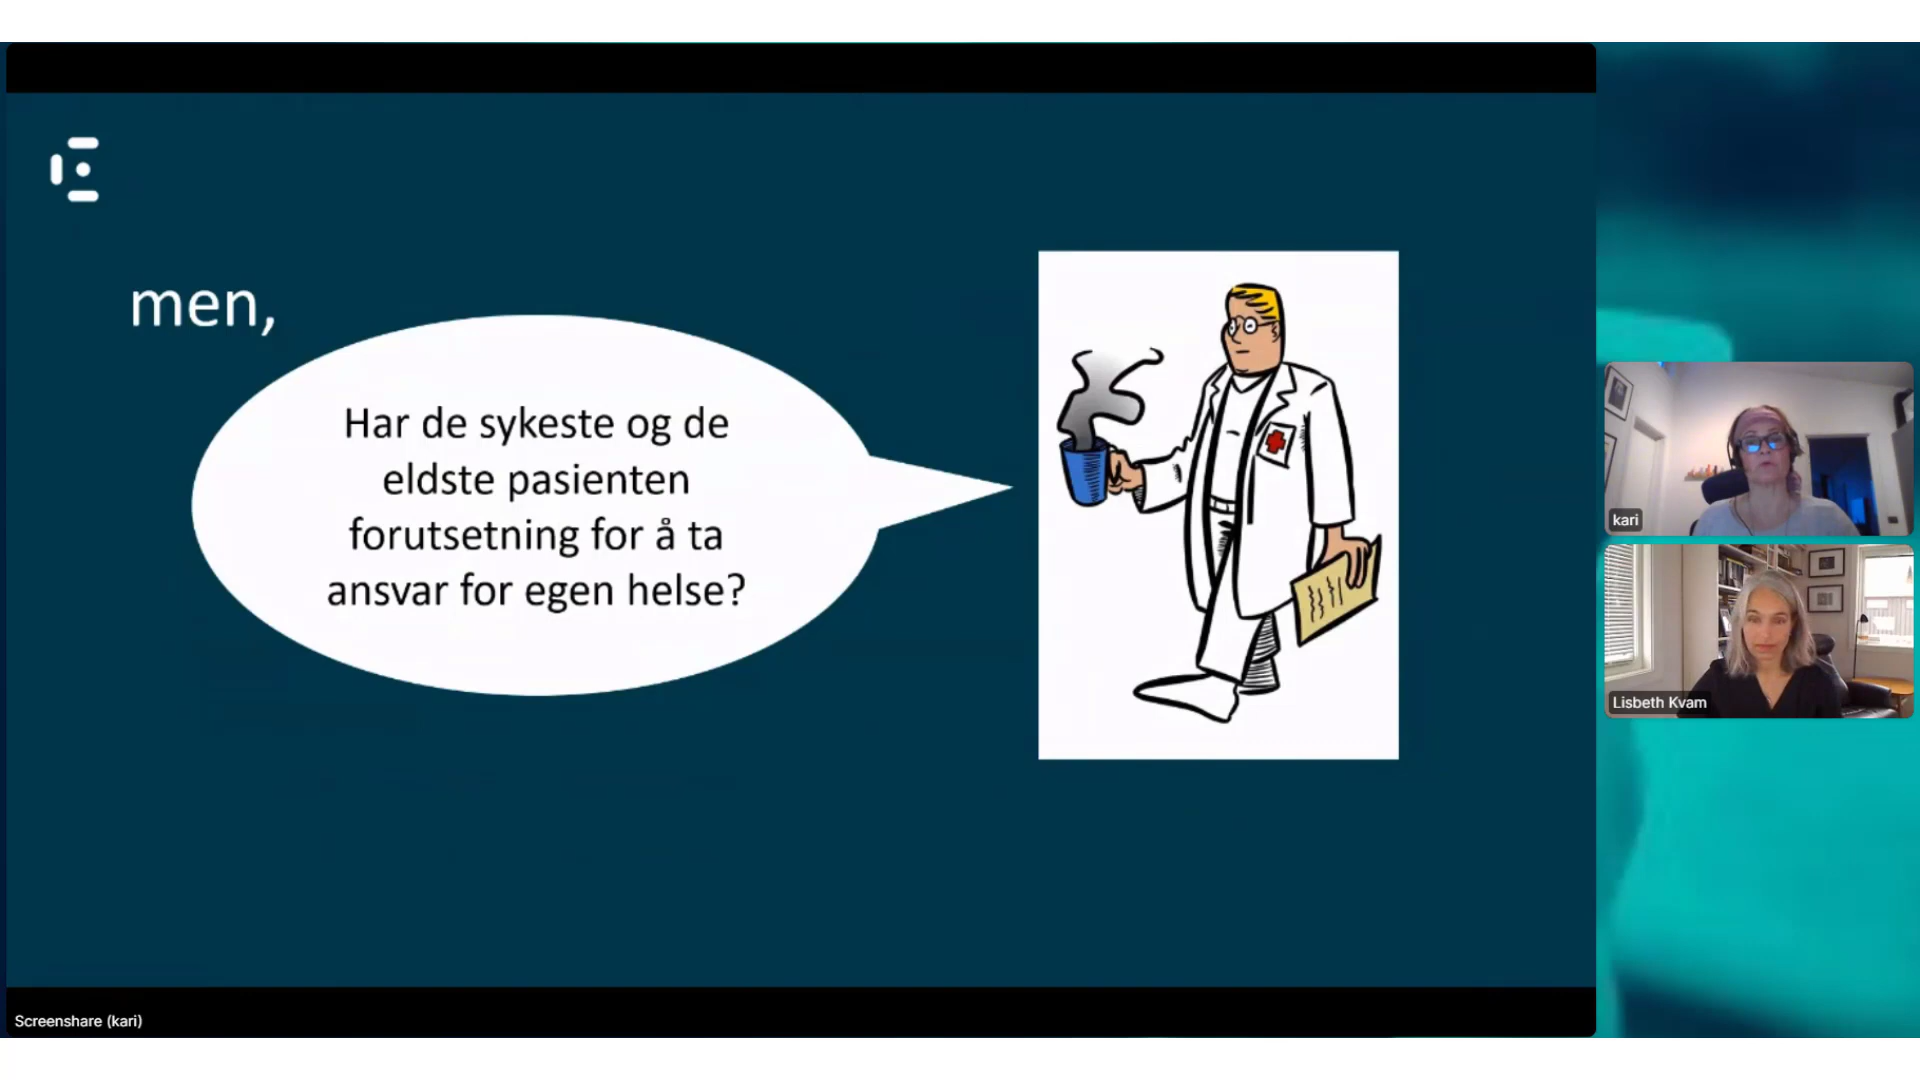 men,
Har de sykeste og de
eldste pasienten
forutsetning for å ta
ansvar for egen helse?
kari
Lisbeth Kvam
Screenshare (kari)